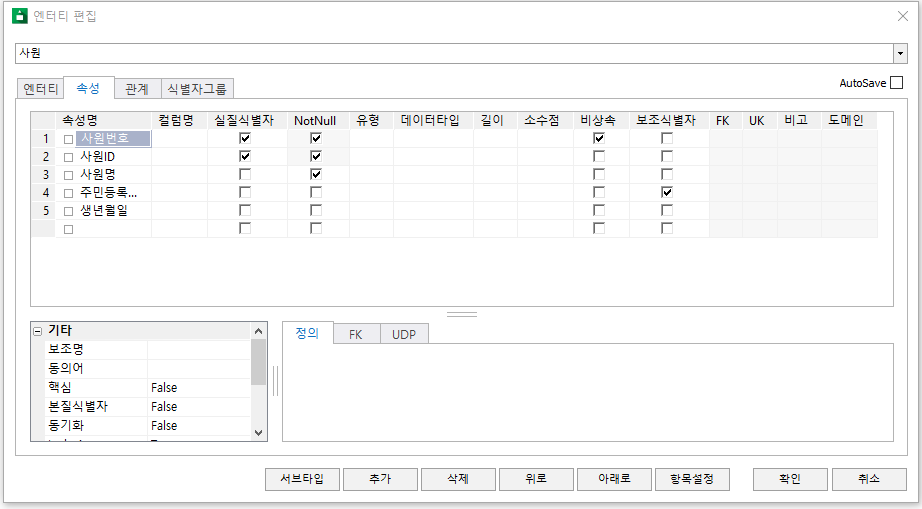 엔터티 편집
사원
엔터티 속성 관계 식별자그룹
AutoSave
속성명 컬럼명 실질식별자 NotNull 유형 데이터타입 길이 소수점 비상속 보조식별자 FK UK 비고 도메인
1 사원번호
2 사원ID
3 사원명
4 주민등록...
5 생년월일
기타
보조명
동의어
핵심 False
본질식별자 False
동기화 False
정의 FK UDP
서브타입 추가 삭제 위로 아래로 항목설정 확인 취소